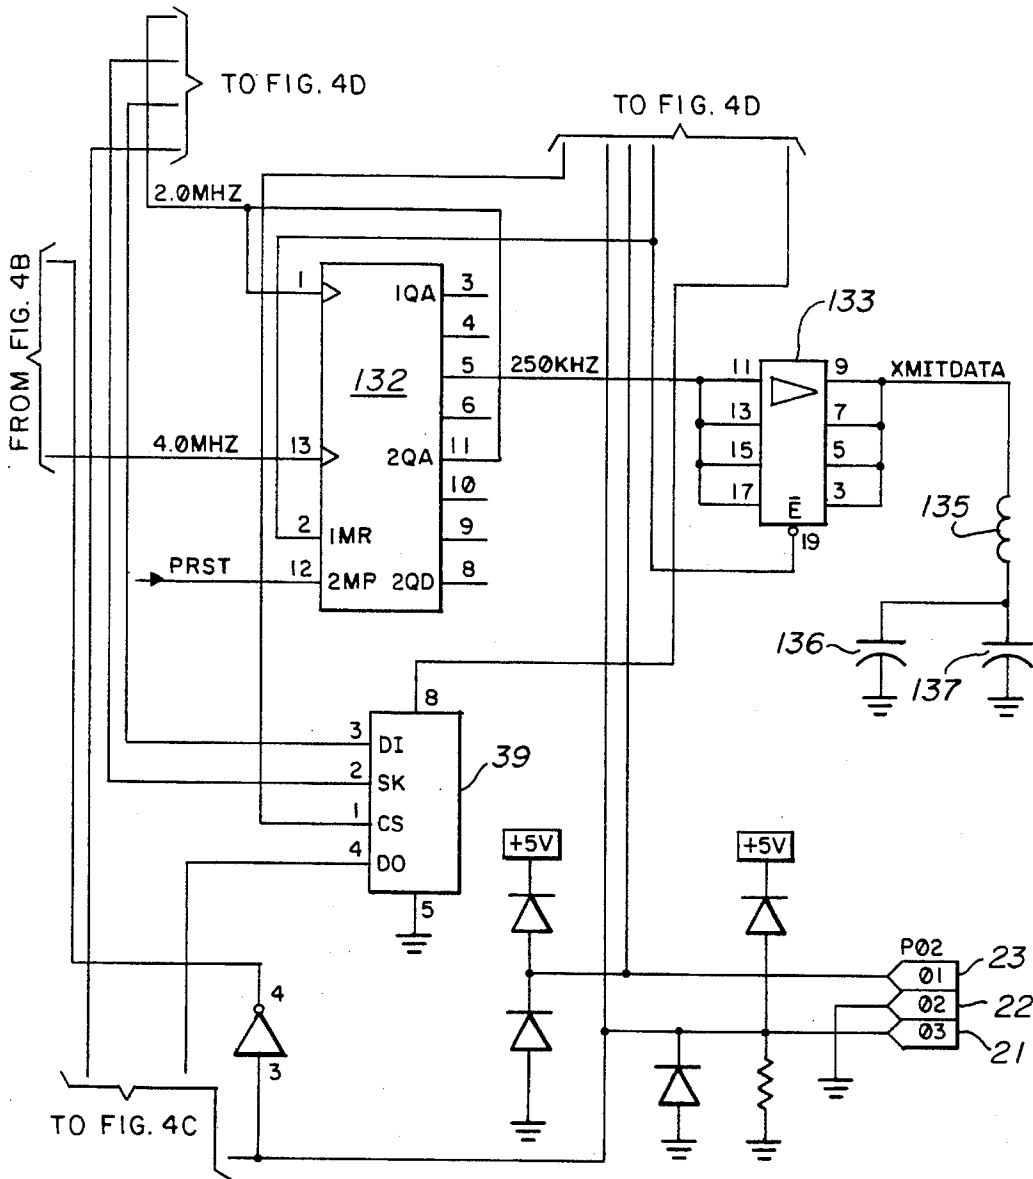 TO FIG. 4D
TO FIG. 4D
2.0MHZ
FROM FIG. 4B
133
1 1QA 3
4
132 5 250KHZ 11 9 XMITDATA
6 13 7
4.0MHZ 13 2QA 11 15 5
10 17 3
2 1MR 9 E̅ 19 135
PRST 12 2MP 2QD 8
136 137
8
3 DI 39
2 SK
1 CS
4 DO
5
+5V +5V
P02
01 23
02 22
03 21
4
3
TO FIG. 4C